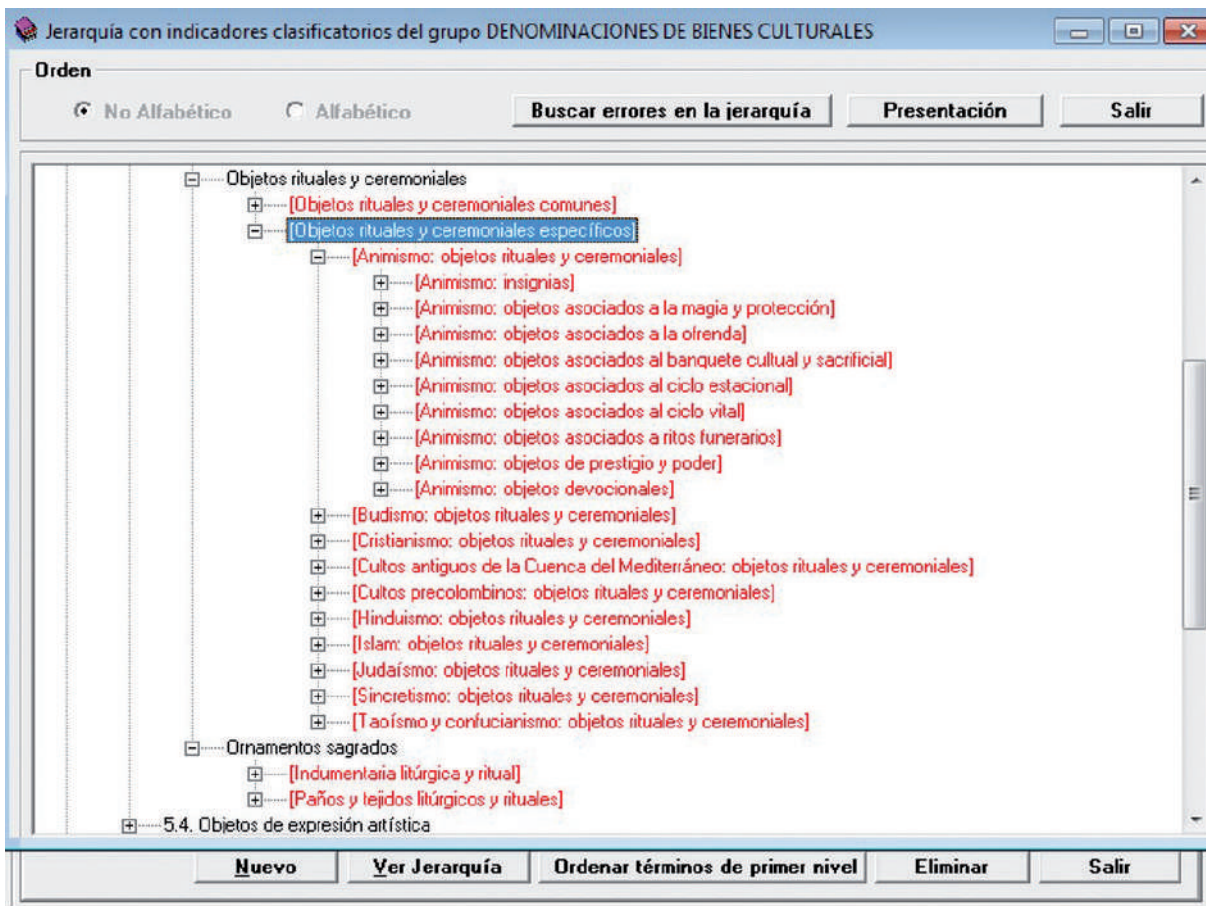 Jerarquía con indicadores clasificatorios del grupo DENOMINACIONES DE BIENES CULTURALES
Orden
No Alfabético Alfabético Buscar errores en la jerarquía Presentación Salir
Objetos rituales y ceremoniales
[Objetos rituales y ceremoniales comunes]
[Objetos rituales y ceremoniales específicos]
[Animismo: objetos rituales y ceremoniales]
[Animismo: insignias]
[Animismo: objetos asociados a la magia y protección]
[Animismo: objetos asociados a la ofrenda]
[Animismo: objetos asociados al banquete cultual y sacrificial]
[Animismo: objetos asociados al ciclo estacional]
[Animismo: objetos asociados al ciclo vital]
[Animismo: objetos asociados a ritos funerarios]
[Animismo: objetos de prestigio y poder]
[Animismo: objetos devocionales]
[Budismo: objetos rituales y ceremoniales]
[Cristianismo: objetos rituales y ceremoniales]
[Cultos antiguos de la Cuenca del Mediterráneo: objetos rituales y ceremoniales]
[Cultos precolombinos: objetos rituales y ceremoniales]
[Hinduismo: objetos rituales y ceremoniales]
[Islam: objetos rituales y ceremoniales]
[Judaísmo: objetos rituales y ceremoniales]
[Sincretismo: objetos rituales y ceremoniales]
[Taoísmo y confucianismo: objetos rituales y ceremoniales]
Ornamentos sagrados
[Indumentaria litúrgica y ritual]
[Paños y tejidos litúrgicos y rituales]
5.4. Objetos de expresión artística
Nuevo Ver Jerarquía Ordenar términos de primer nivel Eliminar Salir